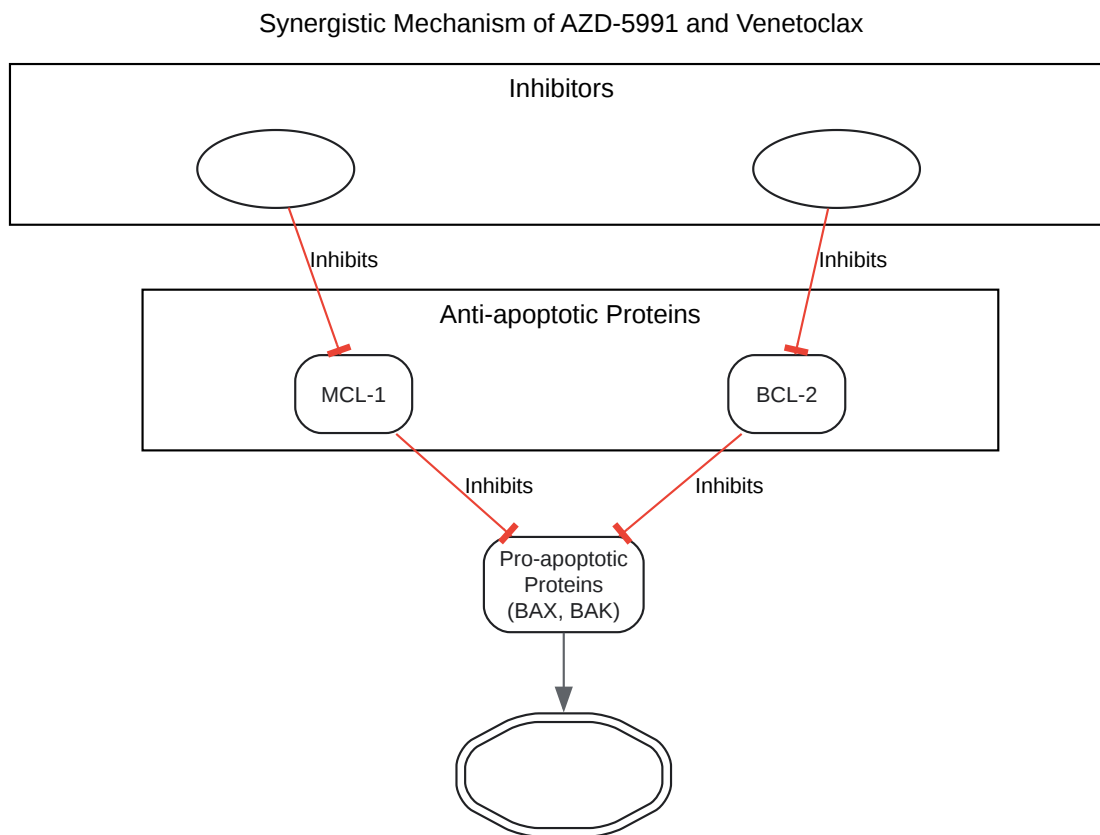 Synergistic Mechanism of AZD-5991 and Venetoclax
Inhibitors
Inhibits
Inhibits
Anti-apoptotic Proteins
MCL-1
BCL-2
Inhibits
Inhibits
Pro-apoptotic
Proteins
(BAX, BAK)